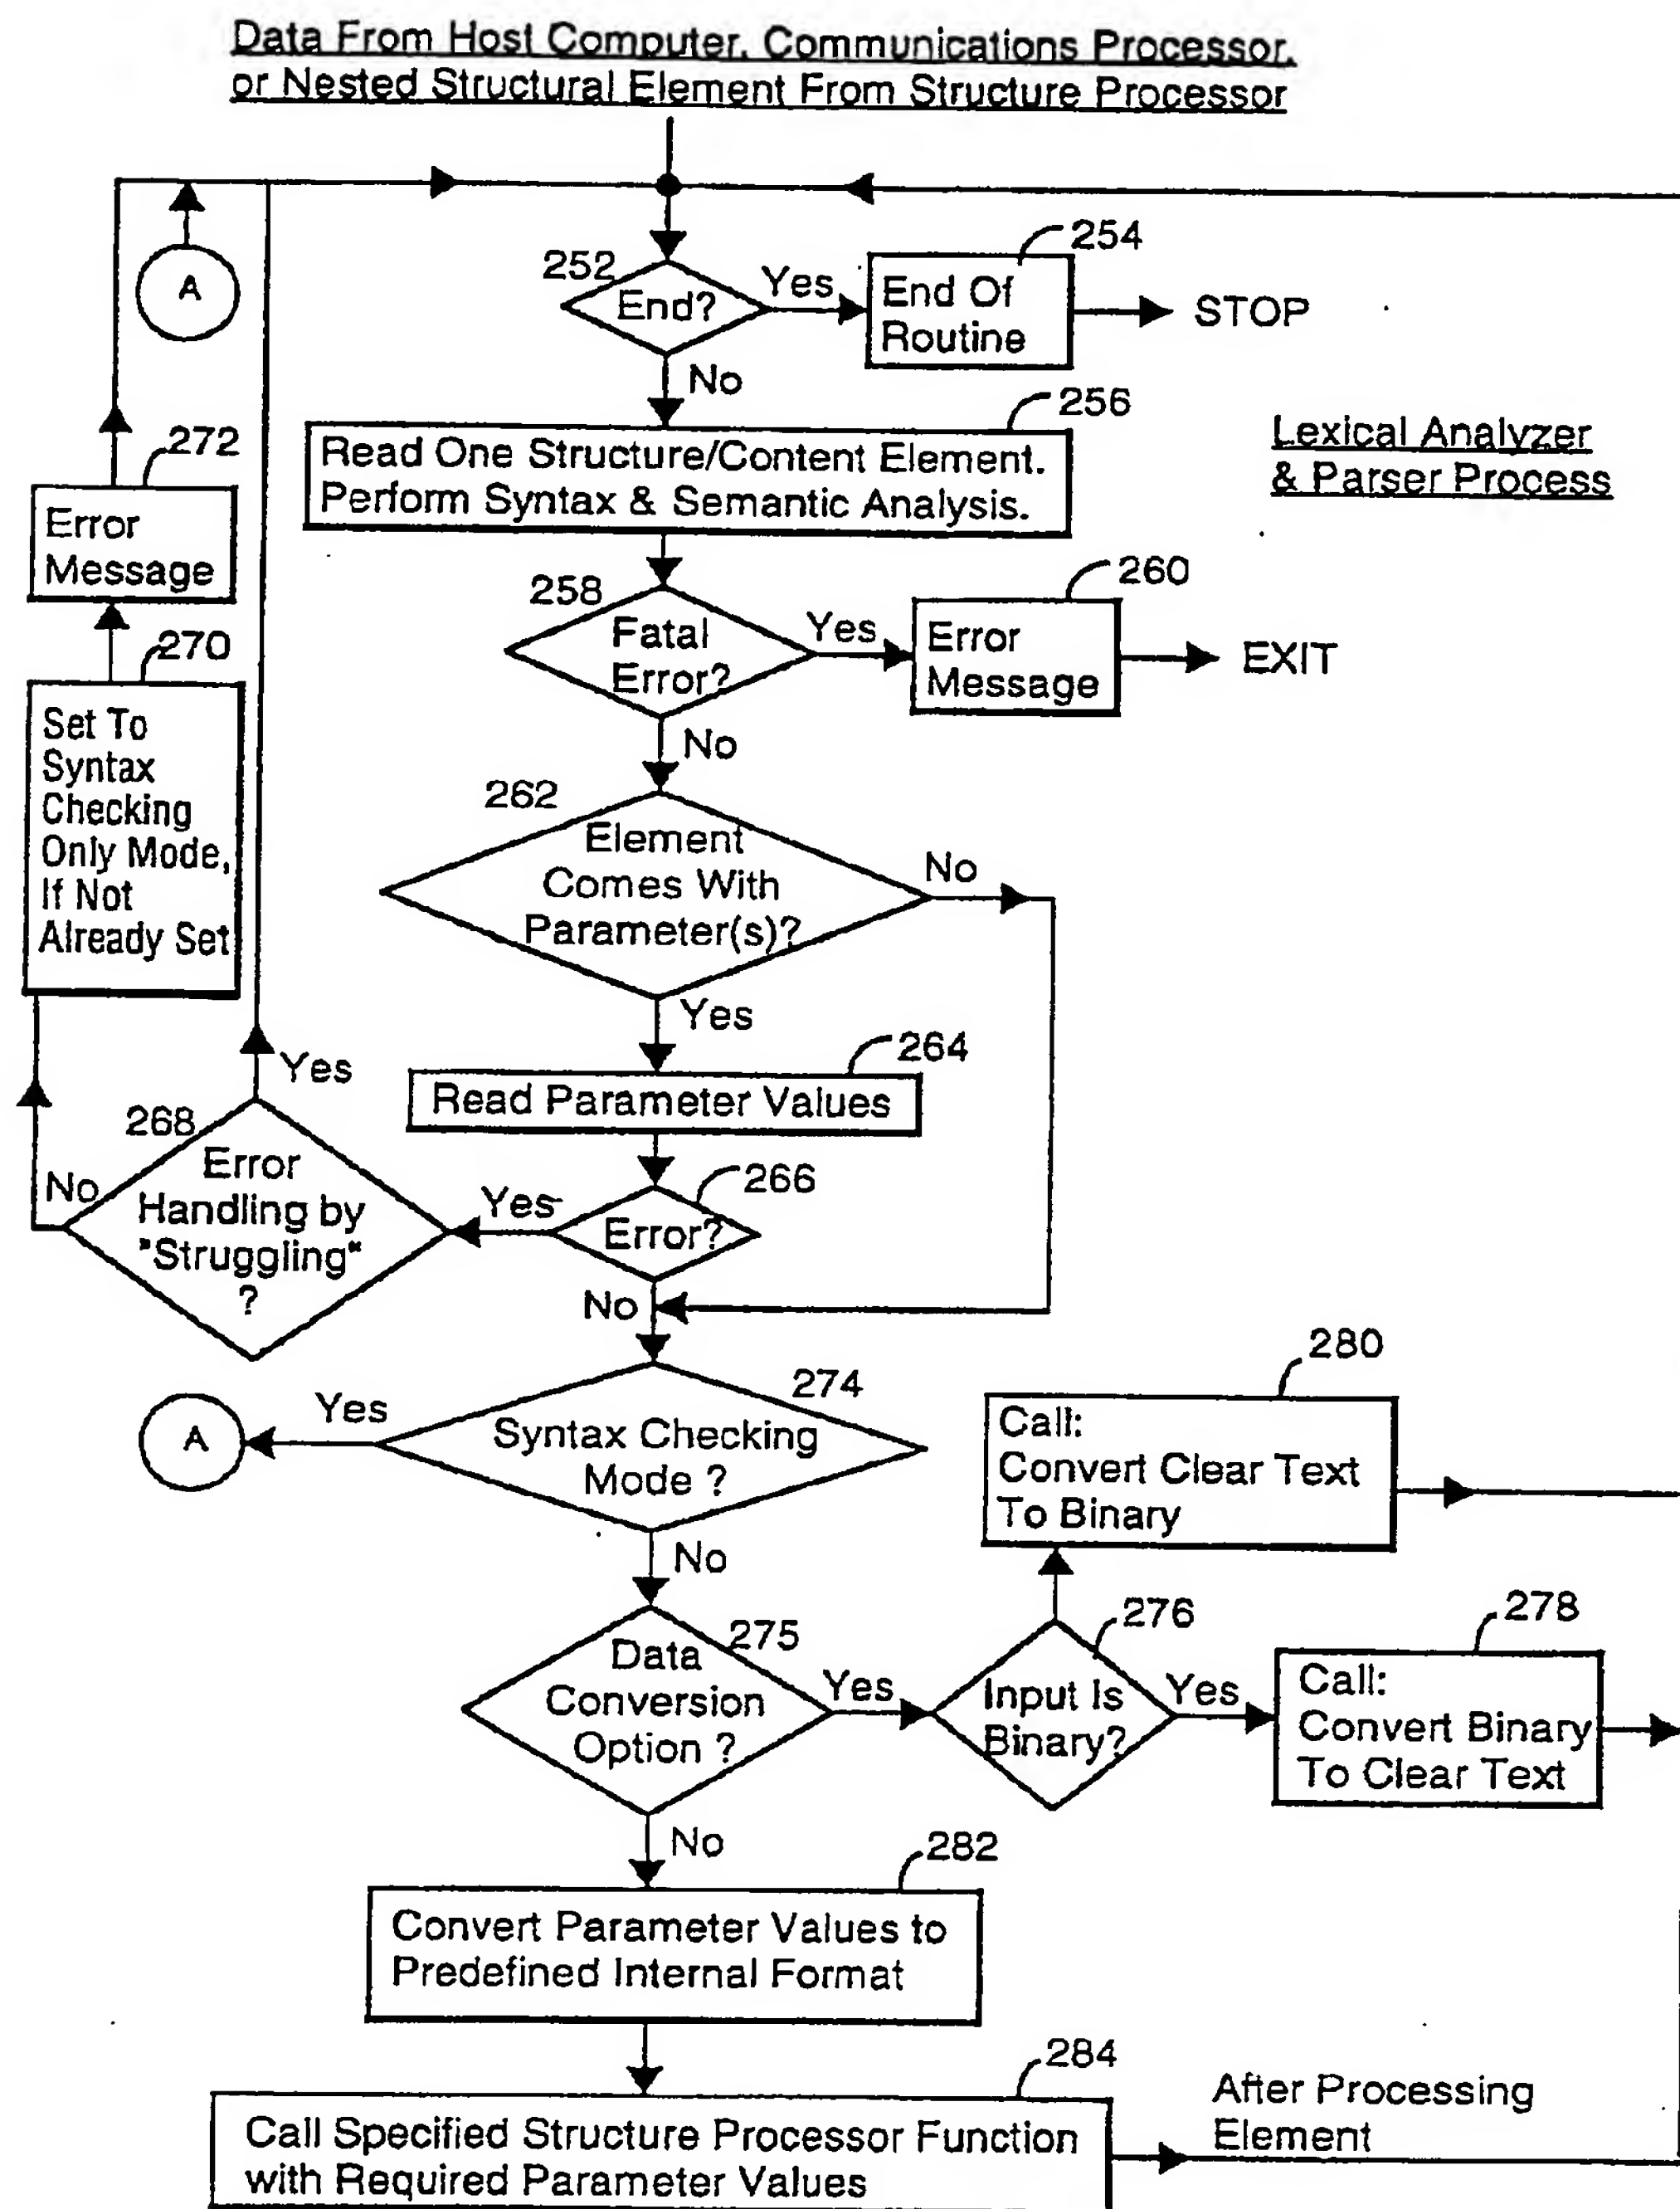 Data From Host Computer, Communications Processor,
or Nested Structural Element From Structure Processor
A
252
End?
Yes
254
End Of
Routine
STOP
No
256
Read One Structure/Content Element.
Perform Syntax & Semantic Analysis.
Lexical Analyzer
& Parser Process
272
Error
Message
258
Fatal
Error?
Yes
260
Error
Message
EXIT
No
270
Set To
Syntax
Checking
Only Mode,
If Not
Already Set
262
Element
Comes With
Parameter(s)?
No
Yes
264
Read Parameter Values
266
Error?
Yes
268
Error
Handling by
"Struggling"
?
Yes
No
No
274
Syntax Checking
Mode ?
Yes
A
No
280
Call:
Convert Clear Text
To Binary
275
Data
Conversion
Option ?
Yes
276
Input Is
Binary?
Yes
278
Call:
Convert Binary
To Clear Text
No
282
Convert Parameter Values to
Predefined Internal Format
284
Call Specified Structure Processor Function
with Required Parameter Values
After Processing
Element